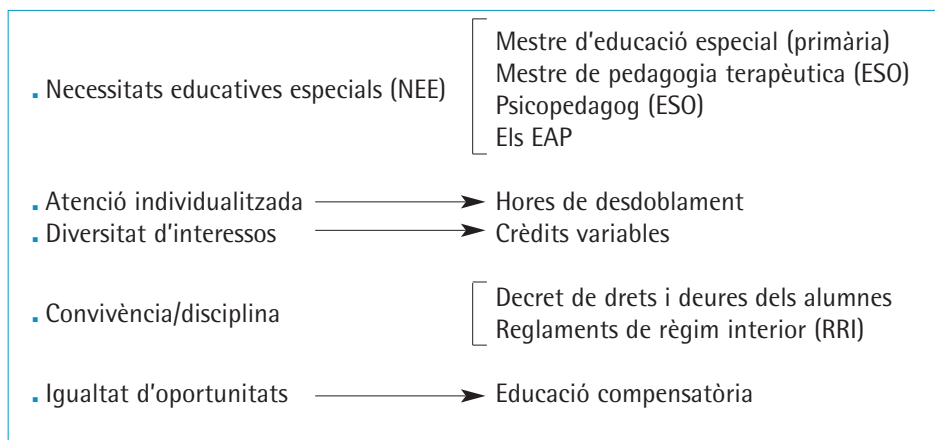 Mestre d'educació especial (primària)
Mestre de pedagogia terapèutica (ESO)
. Necessitats educatives especials (NEE)
Psicopedagog (ESO)
Els EAP
. Atenció individualitzada Hores de desdoblament
. Diversitat d'interessos Crèdits variables
Decret de drets i deures dels alumnes
. Convivència/disciplina
Reglaments de règim interior (RRI)
. Igualtat d'oportunitats Educació compensatòria